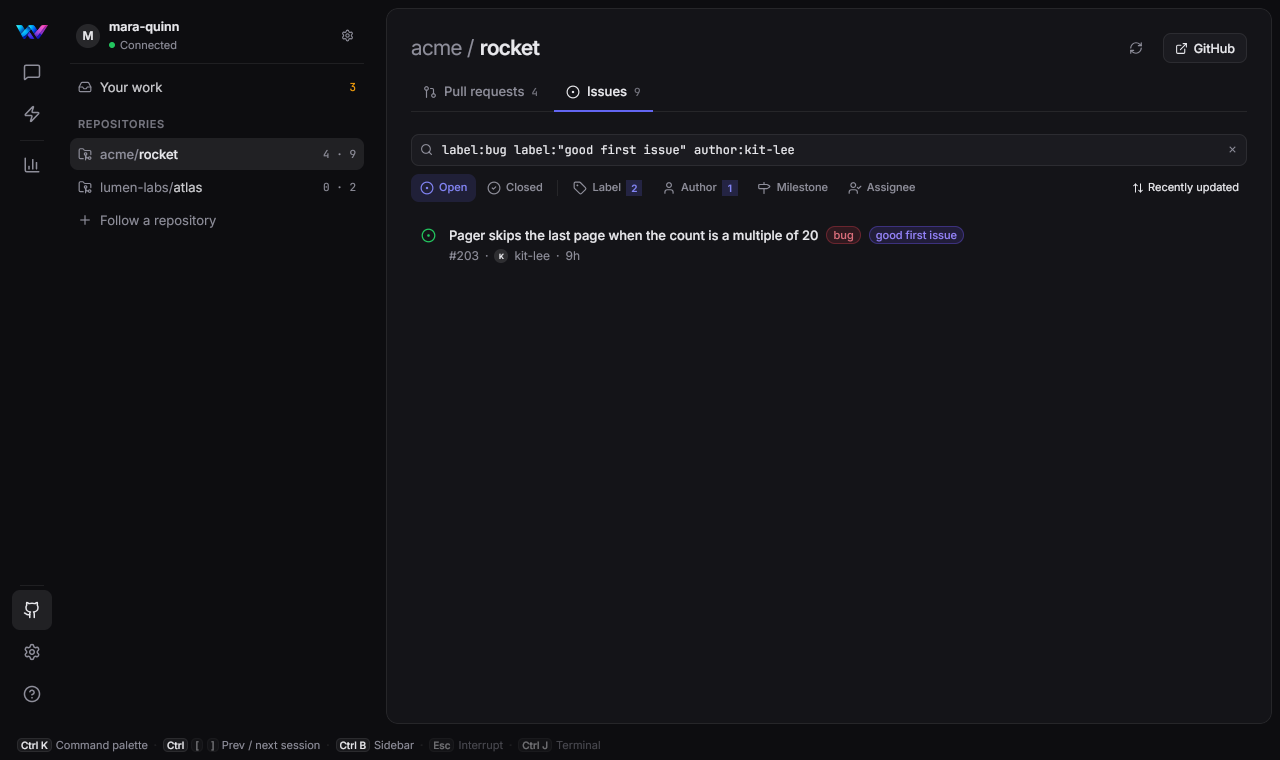 M mara-quinn
Connected
Your work 3
REPOSITORIES
acme/rocket 4 · 9
lumen-labs/atlas 0 · 2
Follow a repository
acme / rocket
GitHub
Pull requests 4 Issues 9
label:bug label:"good first issue" author:kit-lee ×
Open Closed Label 2 Author 1 Milestone Assignee Recently updated
Pager skips the last page when the count is a multiple of 20 bug good first issue
#203 · K kit-lee · 9h
Ctrl K Command palette · Ctrl [ ] Prev / next session · Ctrl B Sidebar · Esc Interrupt · Ctrl J Terminal